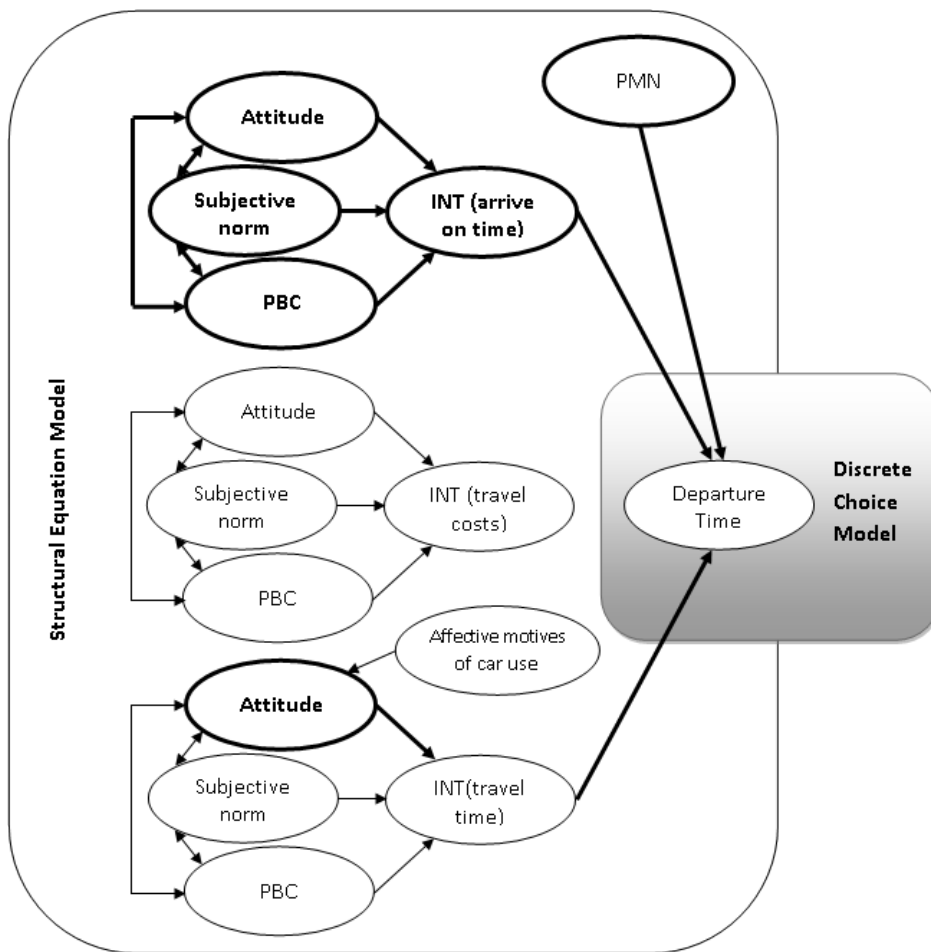 PMN
Attitude
Subjective
norm
INT (arrive
on time)
PBC
Structural Equation Model
Attitude
Subjective
norm
INT (travel
costs)
PBC
Departure
Time
Discrete
Choice
Model
Affective motives
of car use
Attitude
Subjective
norm
INT(travel
time)
PBC